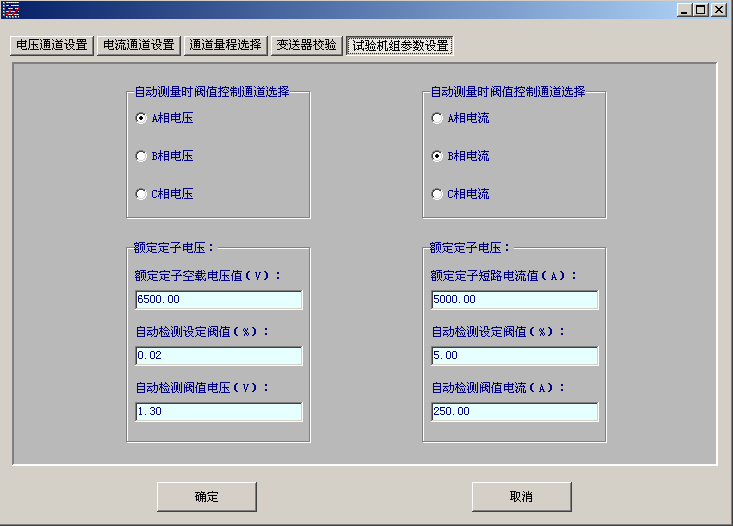 电压通道设置 电流通道设置 通道量程选择 变送器校验 试验机组参数设置
自动测量时阀值控制通道选择
A相电压
B相电压
C相电压
自动测量时阀值控制通道选择
A相电流
B相电流
C相电流
额定定子电压：
额定定子空载电压值(V)：
6500.00
自动检测设定阀值(%)：
0.02
自动检测阀值电压(V)：
1.30
额定定子电压：
额定定子短路电流值(A)：
5000.00
自动检测设定阀值(%)：
5.00
自动检测阀值电流(A)：
250.00
确定 取消